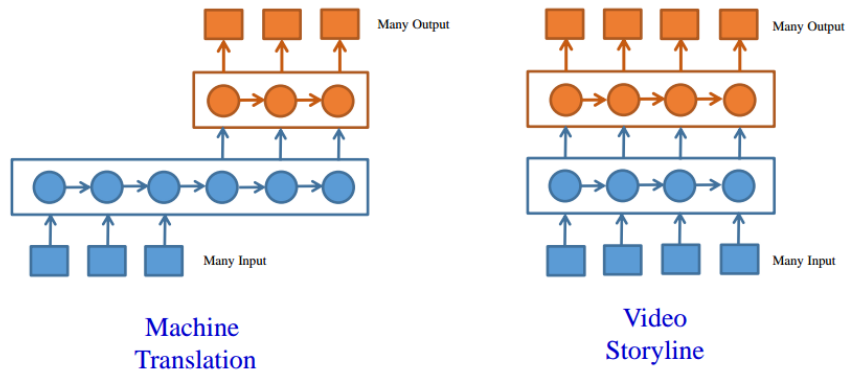 Many Output
Many Output
Many Input
Many Input
Machine
Translation
Video
Storyline